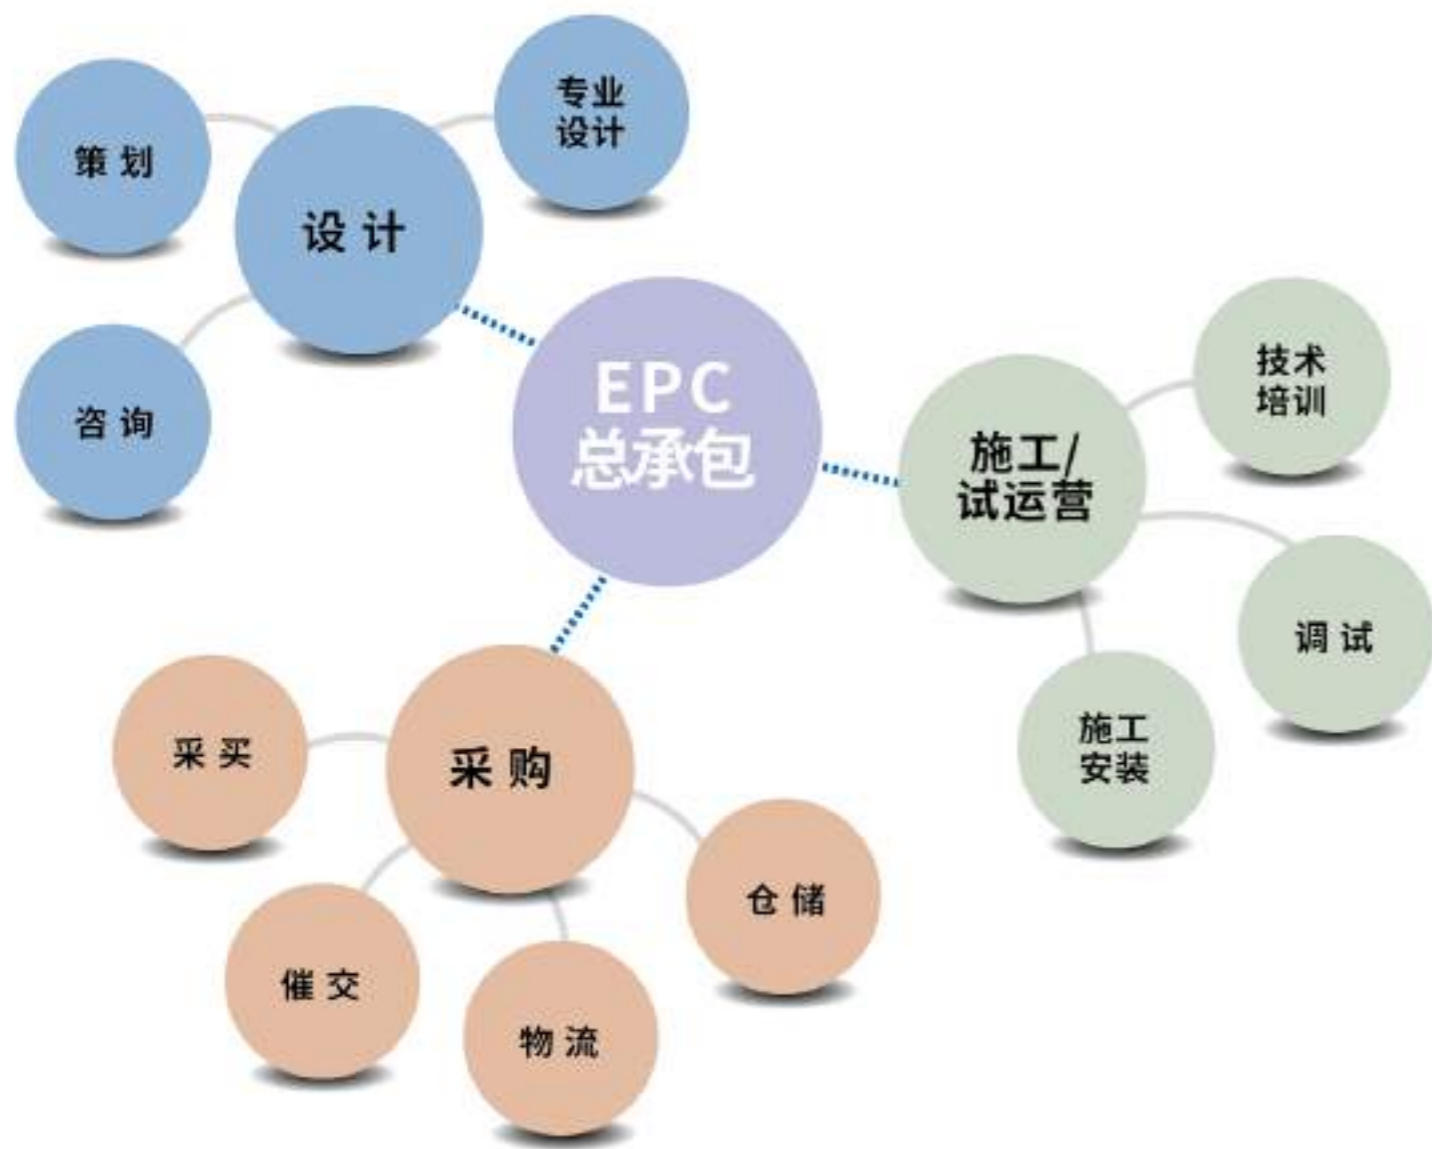 专业
设计
策划
设计
咨询
EPC
总承包
技术
培训
施工/
试运营
调试
施工
安装
采买
采购
仓储
催交
物流